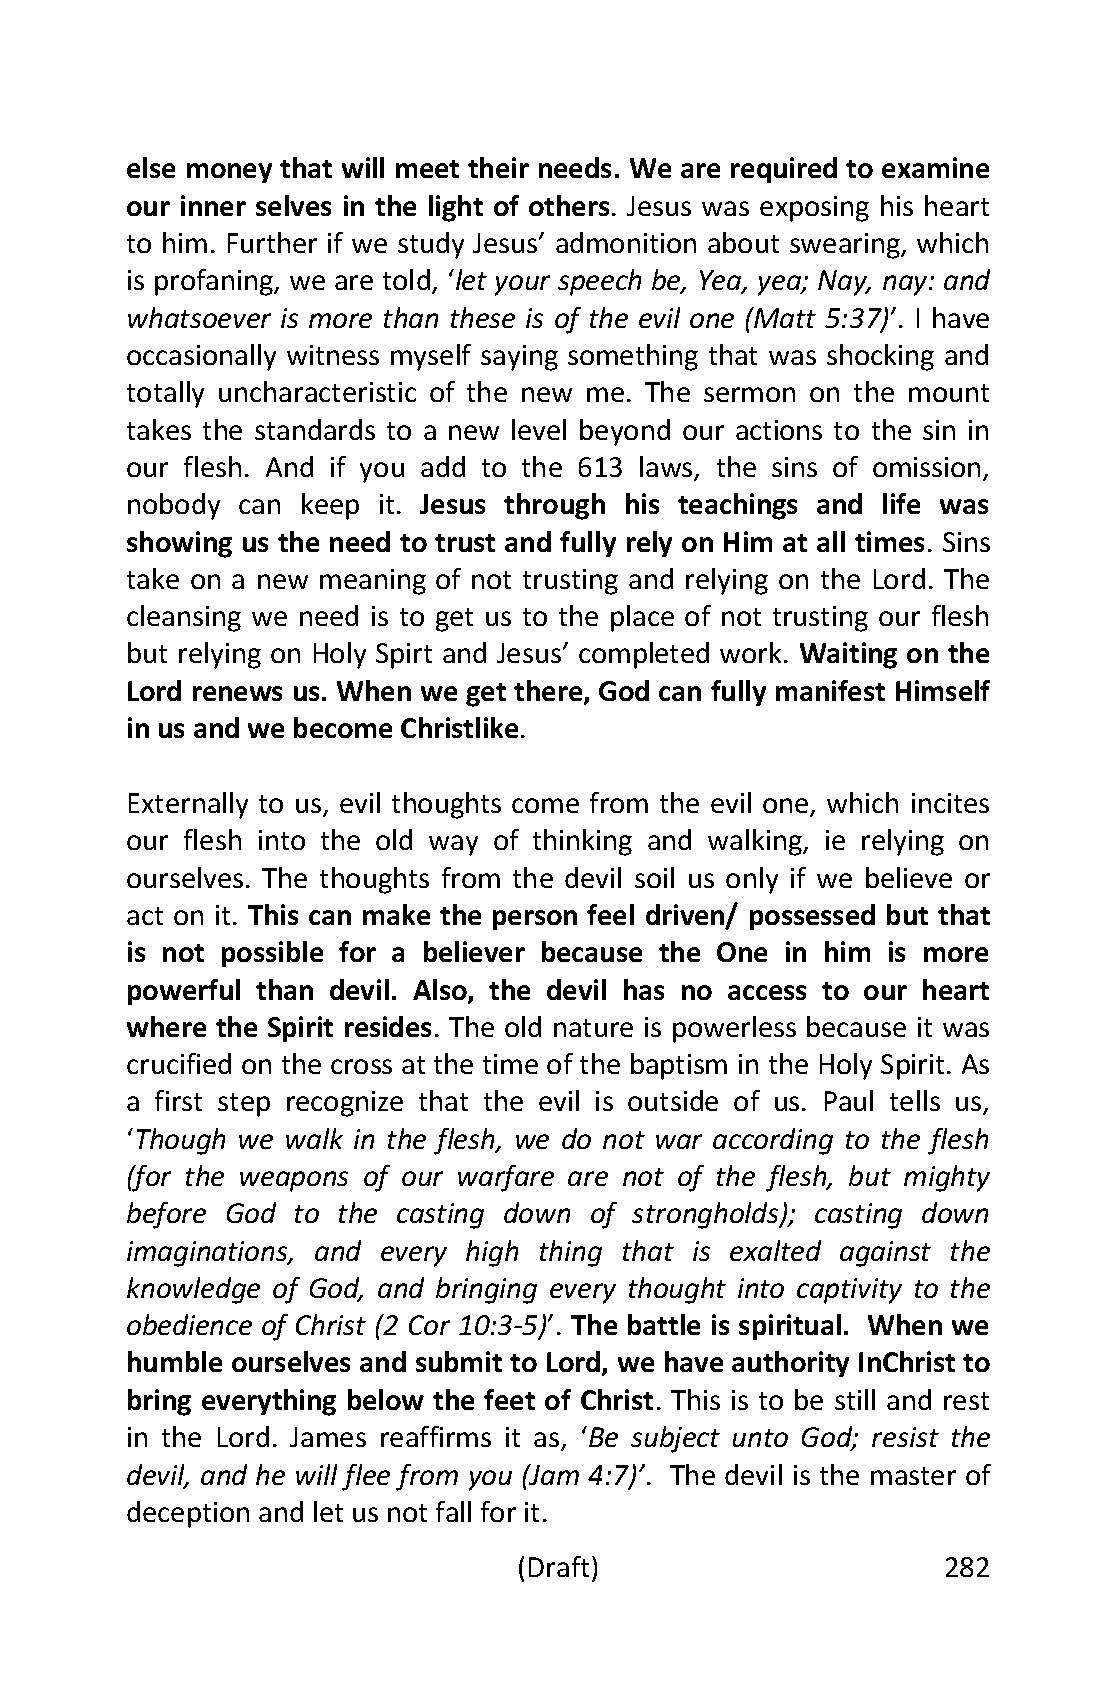 else money that will meet their needs. We are required to examine
our inner selves in the light of others. Jesus was exposing his heart
to him. Further if we study Jesus’ admonition about swearing, which
is profaning, we are told, ‘let your speech be, Yea, yea; Nay, nay: and
whatsoever is more than these is of the evil one (Matt 5:37)’. I have
occasionally witness myself saying something that was shocking and
totally uncharacteristic of the new me. The sermon on the mount
takes the standards to a new level beyond our actions to the sin in
our flesh. And if you add to the 613 laws, the sins of omission,
nobody can keep it. Jesus through his teachings and life was
showing us the need to trust and fully rely on Him at all times. Sins
take on a new meaning of not trusting and relying on the Lord. The
cleansing we need is to get us to the place of not trusting our flesh
but relying on Holy Spirt and Jesus’ completed work. Waiting on the
Lord renews us. When we get there, God can fully manifest Himself
in us and we become Christlike.
Externally to us, evil thoughts come from the evil one, which incites
our flesh into the old way of thinking and walking, ie relying on
ourselves. The thoughts from the devil soil us only if we believe or
act on it. This can make the person feel driven/ possessed but that
is not possible for a believer because the One in him is more
powerful than devil. Also, the devil has no access to our heart
where the Spirit resides. The old nature is powerless because it was
crucified on the cross at the time of the baptism in the Holy Spirit. As
a first step recognize that the evil is outside of us. Paul tells us,
‘Though we walk in the flesh, we do not war according to the flesh
(for the weapons of our warfare are not of the flesh, but mighty
before God to the casting down of strongholds); casting down
imaginations, and every high thing that is exalted against the
knowledge of God, and bringing every thought into captivity to the
obedience of Christ (2 Cor 10:3-5)’. The battle is spiritual.  When we
humble ourselves and submit to Lord, we have authority InChrist to
bring everything below the feet of Christ. This is to be still and rest
in the Lord. James reaffirms it as, ‘Be subject unto God; resist the
devil, and he will flee from you (Jam 4:7)’.  The devil is the master of
deception and let us not fall for it.
(Draft) 282